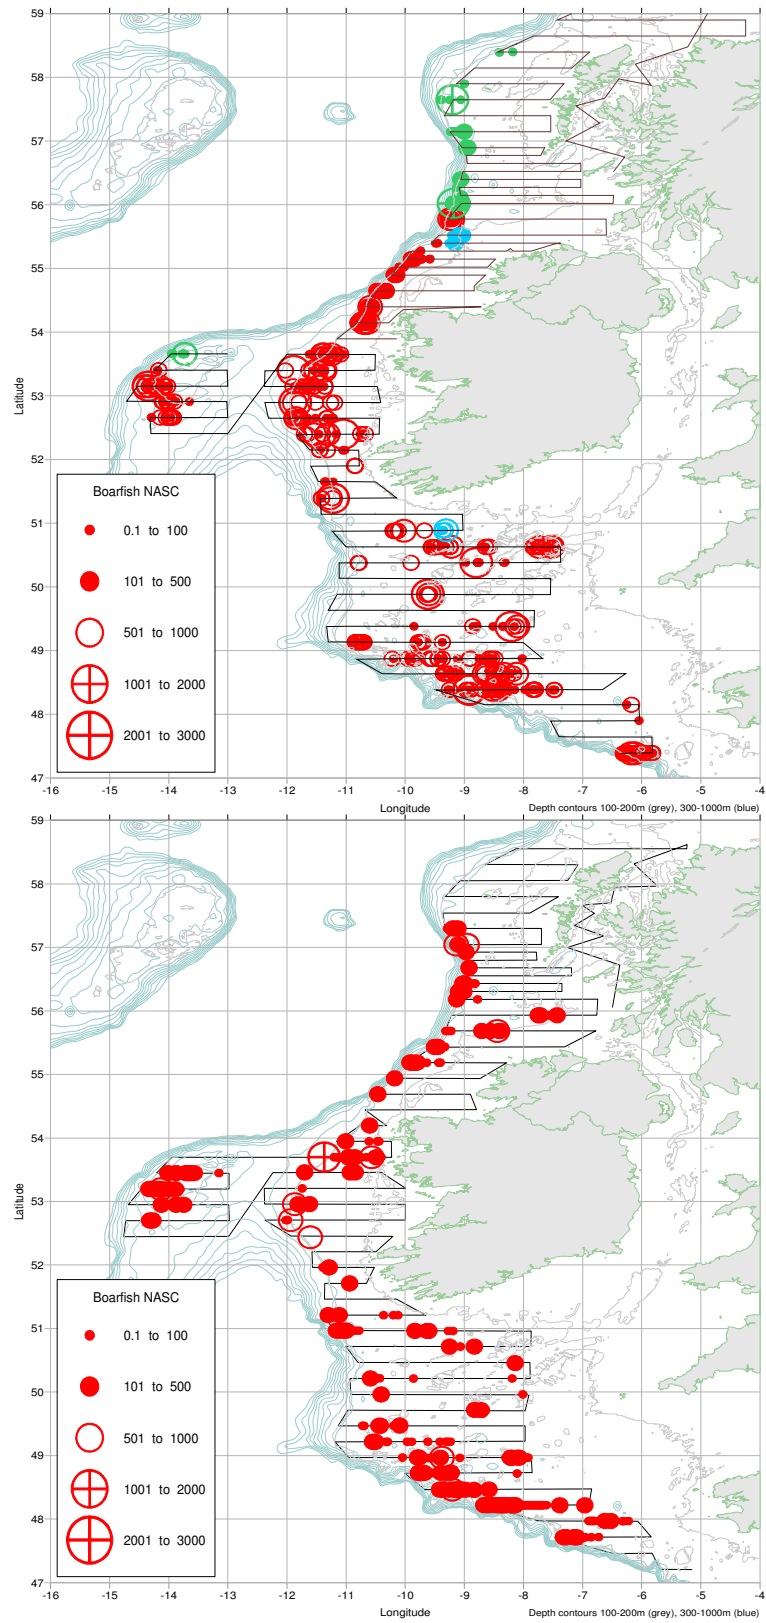 59
58
57
56
55
54
53
52
51
50
49
48
47
Latitude
Boarfish NASC
0.1 to 100
101 to 500
501 to 1000
1001 to 2000
2001 to 3000
-16 -15 -14 -13 -12 -11 -10 -9 -8 -7 -6 -5 -4
Longitude
Depth contours 100-200m (grey), 300-1000m (blue)
59
58
57
56
55
54
53
52
51
50
49
48
47
Latitude
Boarfish NASC
0.1 to 100
101 to 500
501 to 1000
1001 to 2000
2001 to 3000
-16 -15 -14 -13 -12 -11 -10 -9 -8 -7 -6 -5 -4
Longitude
Depth contours 100-200m (grey), 300-1000m (blue)